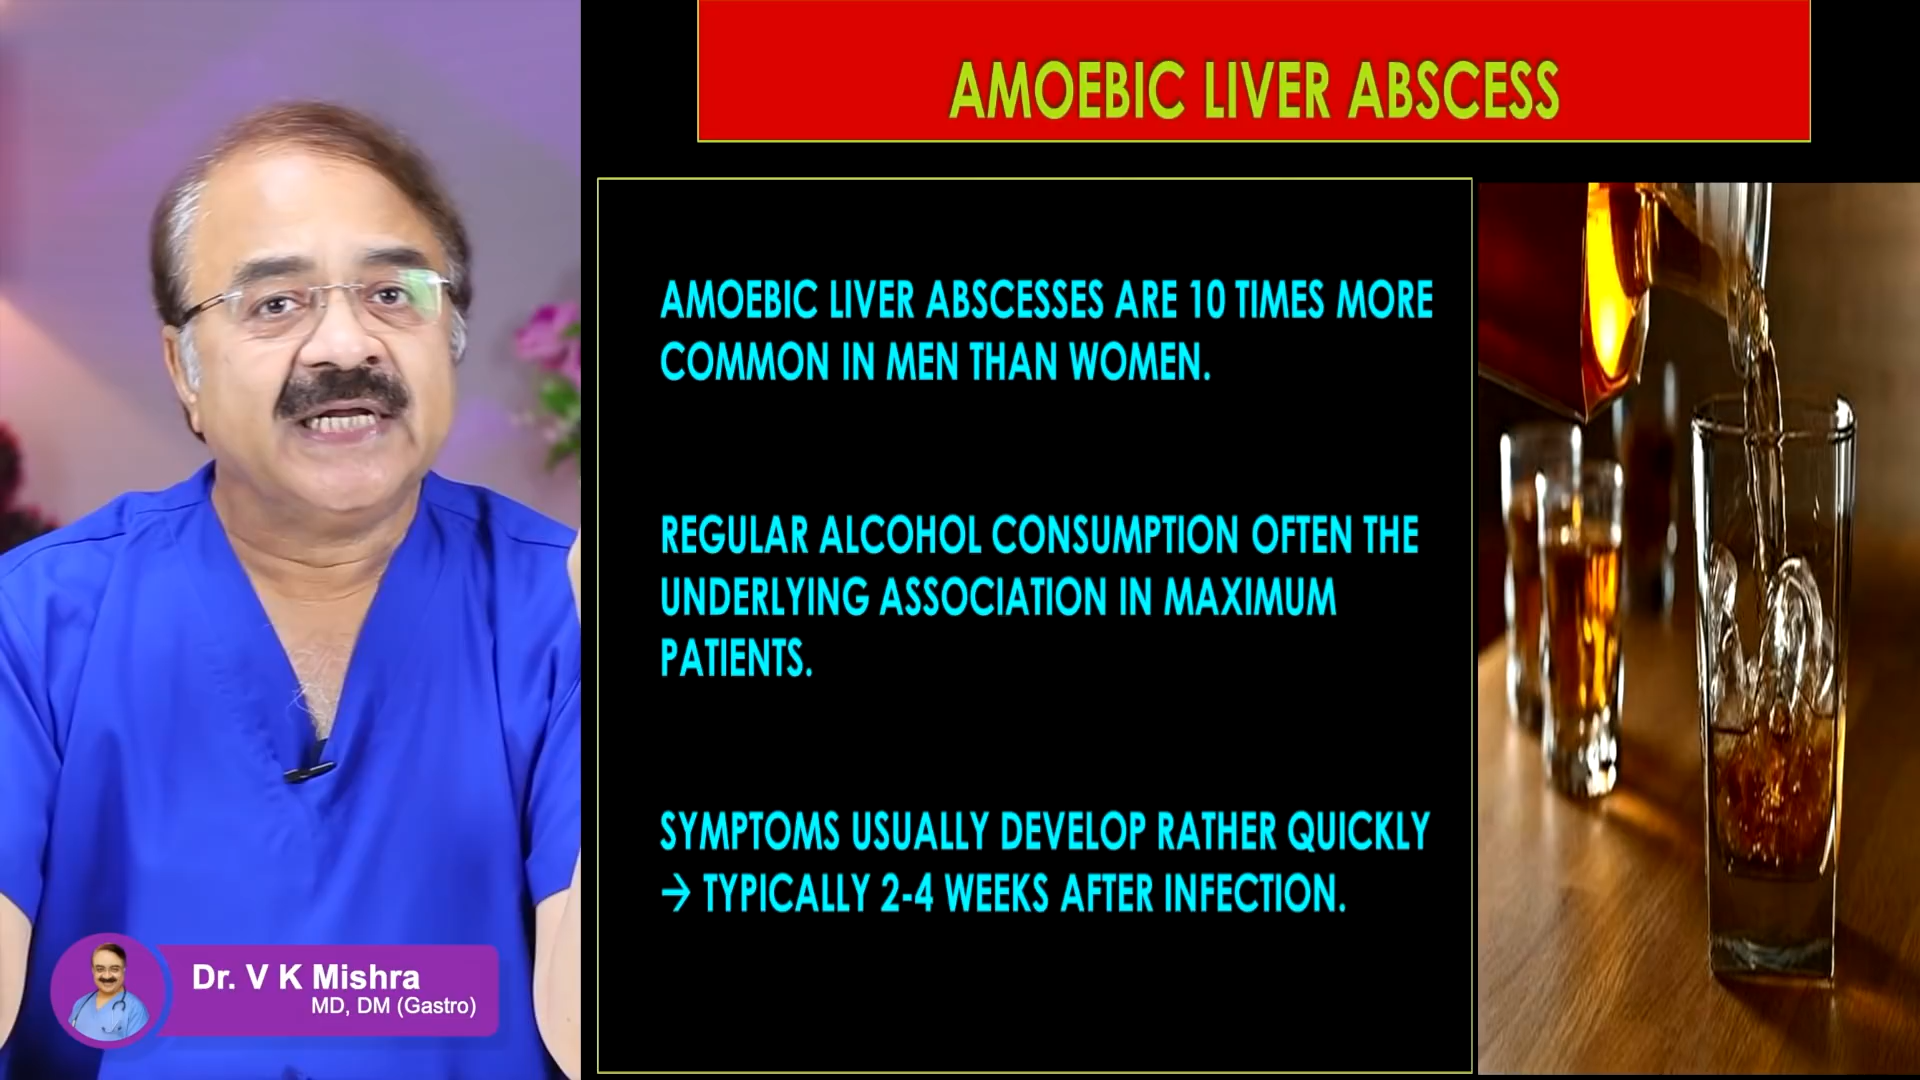 AMOEBIC LIVER ABSCESS
AMOEBIC LIVER ABSCESSES ARE 10 TIMES MORE
COMMON IN MEN THAN WOMEN.
REGULAR ALCOHOL CONSUMPTION OFTEN THE
UNDERLYING ASSOCIATION IN MAXIMUM
PATIENTS.
SYMPTOMS USUALLY DEVELOP RATHER QUICKLY
→ TYPICALLY 2-4 WEEKS AFTER INFECTION.
Dr. V K Mishra
MD, DM (Gastro)